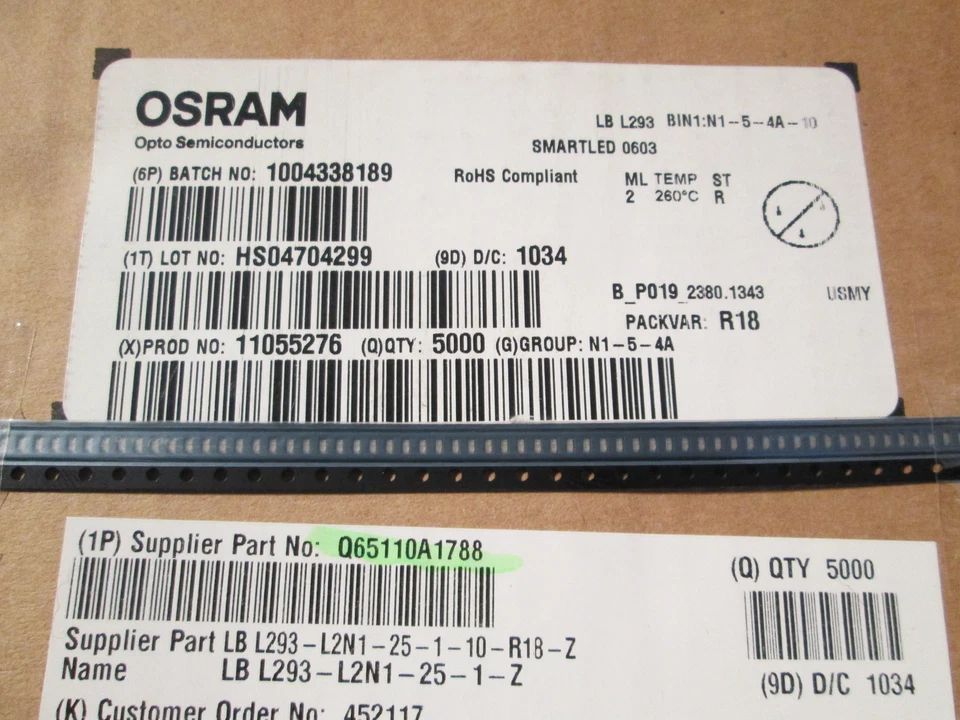 OSRAM
Opto Semiconductors
LB L293 BIN1:N1-5-4A-10
SMARTLED 0603
(6P) BATCH NO: 1004338189
RoHS Compliant
ML TEMP ST
2 260°C R
(1T) LOT NO: HS04704299 (9D) D/C: 1034
B_P019_2380.1343 USMY
PACKVAR: R18
(X)PROD NO: 11055276 (Q)QTY: 5000 (G)GROUP: N1-5-4A
(1P) Supplier Part No: Q65110A1788
(Q) QTY 5000
Supplier Part LB L293-L2N1-25-1-10-R18-Z
Name LB L293-L2N1-25-1-Z
(9D) D/C 1034
(K) Customer Order No: 452117